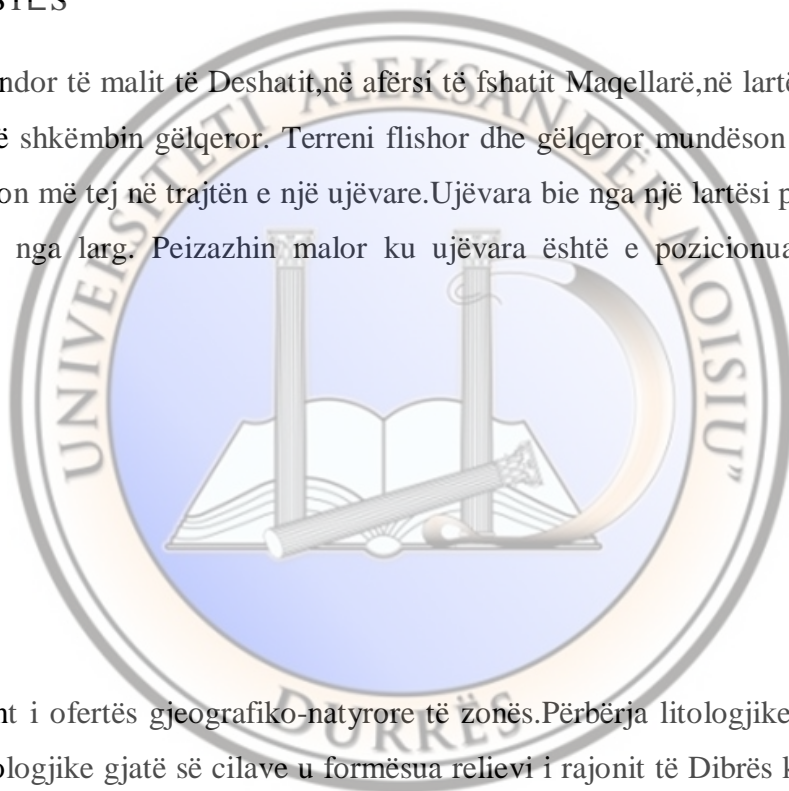 ndor të malit të Deshatit,në afërsi të fshatit Maqellarë,në lartë
ë shkëmbin gëlqeror. Terreni flishor dhe gëlqeror mundëson
on më tej në trajtën e një ujëvare.Ujëvara bie nga një lartësi p
nga larg. Peizazhin malor ku ujëvara është e pozicionua
UNIVERSITETI ALEKSANDËR MOISIU”
DURRËS
nt i ofertës gjeografiko-natyrore të zonës.Përbërja litologjike
ologjike gjatë së cilave u formësua relievi i rajonit të Dibrës k